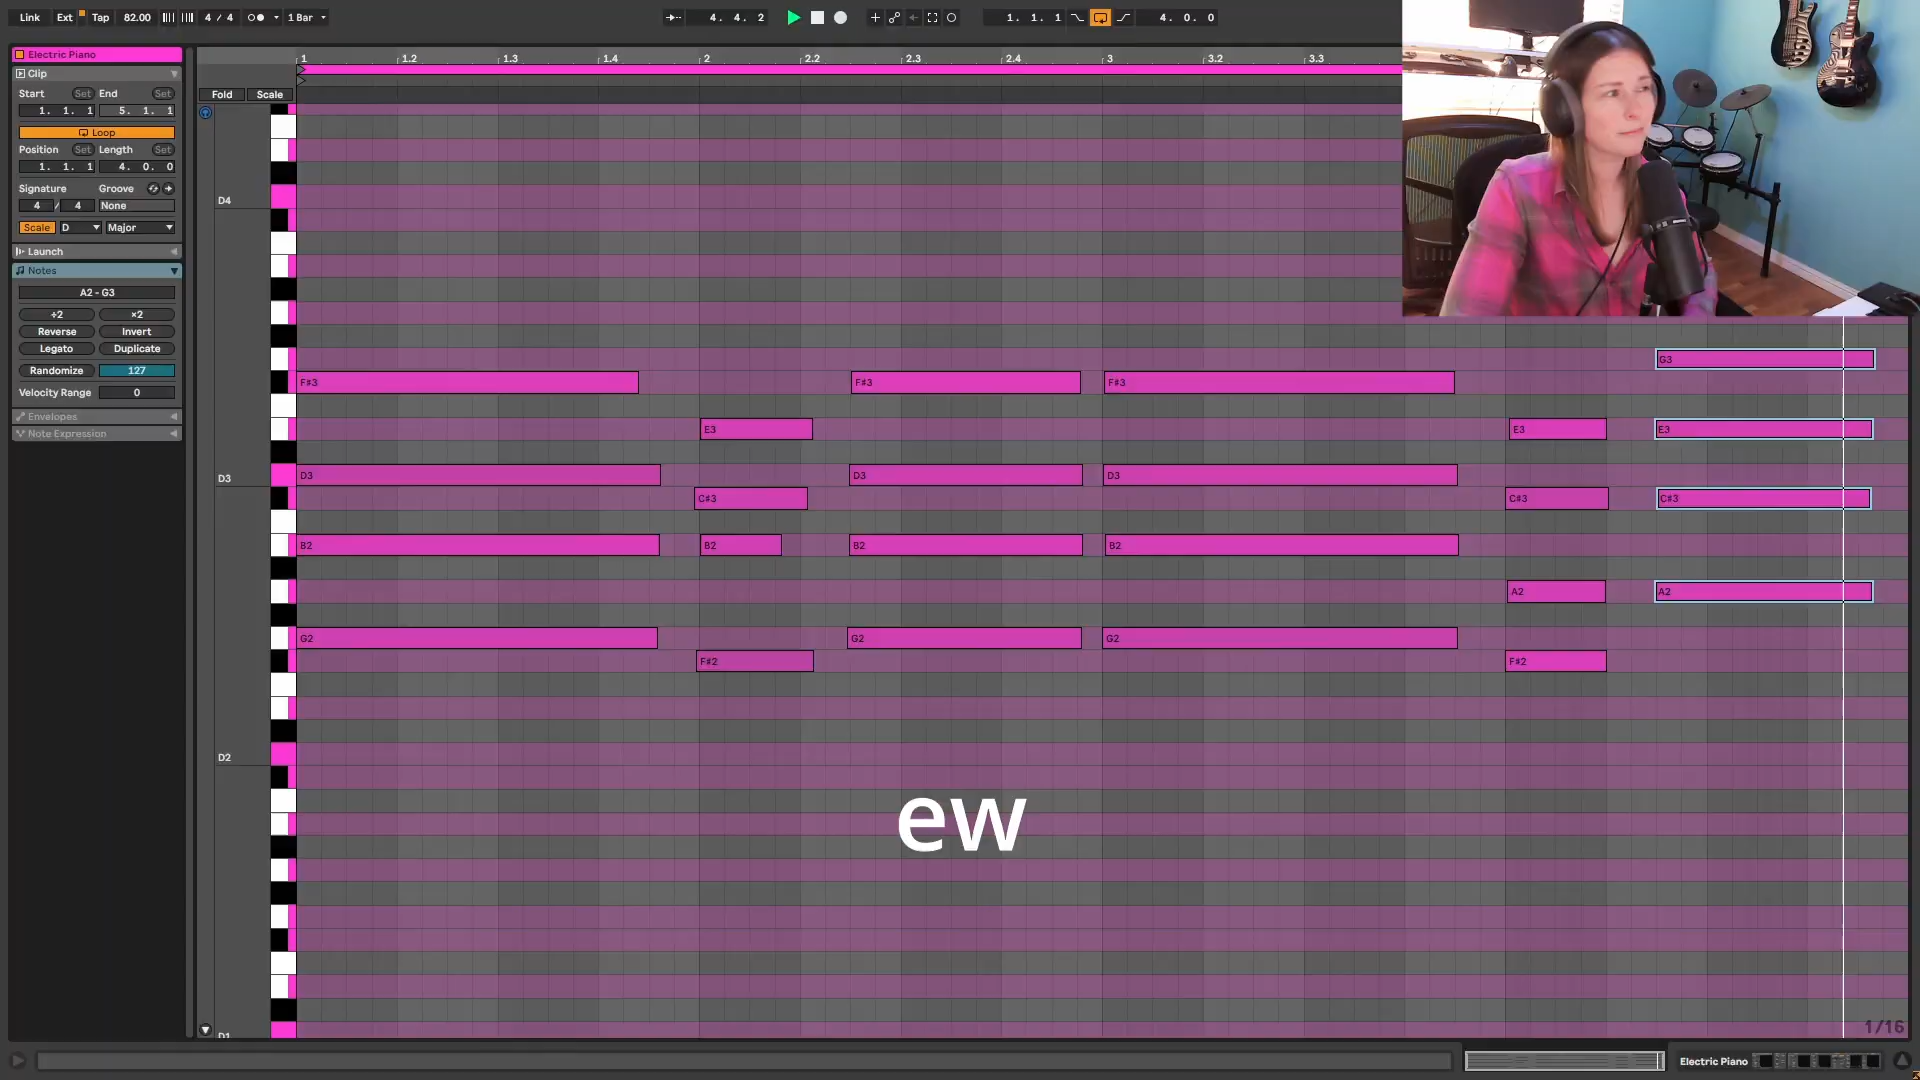 Link Ext Tap 82.00 4 / 4 1 Bar 4. 4. 2 1. 1. 1 4. 0. 0
Electric Piano
Clip
Start Set End Set
1. 1. 1 5. 1. 1
Loop
Position Set Length Set
1. 1. 1 4. 0. 0
Signature Groove
4 / 4 None
Scale D Major
Launch
Notes
A2 - G3
÷2 ×2
Reverse Invert
Legato Duplicate
Randomize 127
Velocity Range 0
Envelopes
Note Expression
1 1.2 1.3 1.4 2 2.2 2.3 2.4 3 3.2 3.3
Fold Scale
D4
G3
F#3 F#3 F#3
E3 E3 E3
D3 D3 D3 D3
C#3 C#3 C#3
B2 B2 B2 B2
A2 A2
G2 G2 G2
F#2 F#2
D2
ew
1/16
D1
Electric Piano